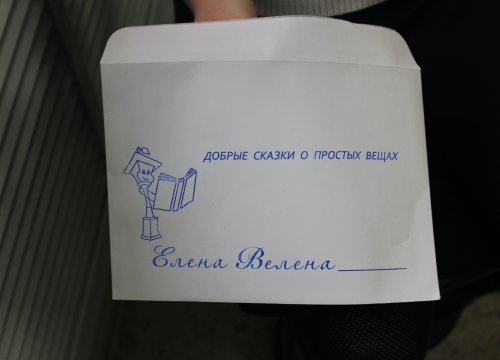 ДОБРЫЕ СКАЗКИ О ПРОСТЫХ ВЕЩАХ
Елена Велена